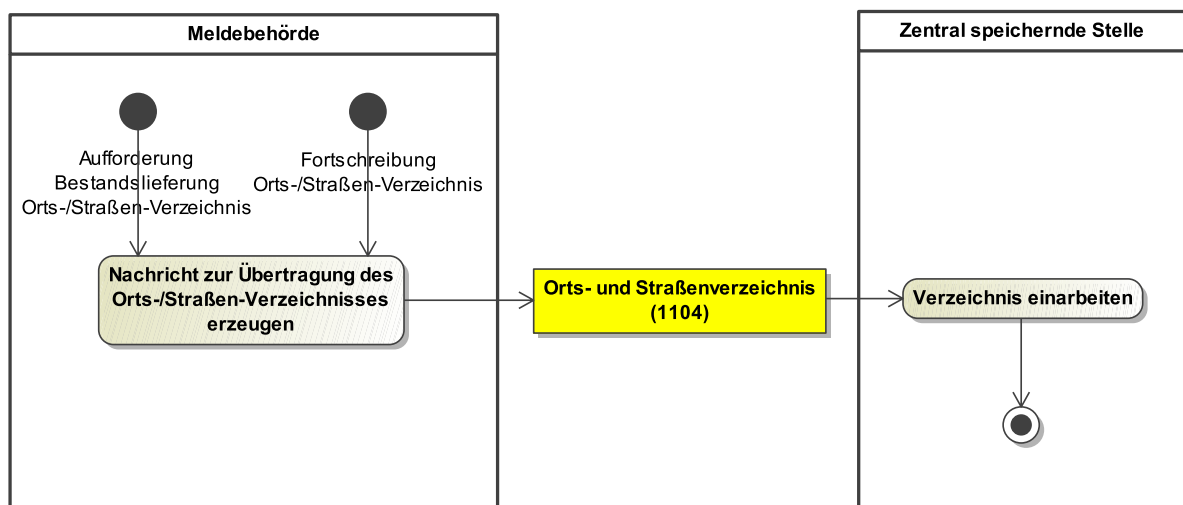 Meldebehörde
Zentral speichernde Stelle
Aufforderung
Bestandslieferung
Orts-/Straßen-Verzeichnis
Fortschreibung
Orts-/Straßen-Verzeichnis
Nachricht zur Übertragung des
Orts-/Straßen-Verzeichnisses
erzeugen
Orts- und Straßenverzeichnis
(1104)
Verzeichnis einarbeiten